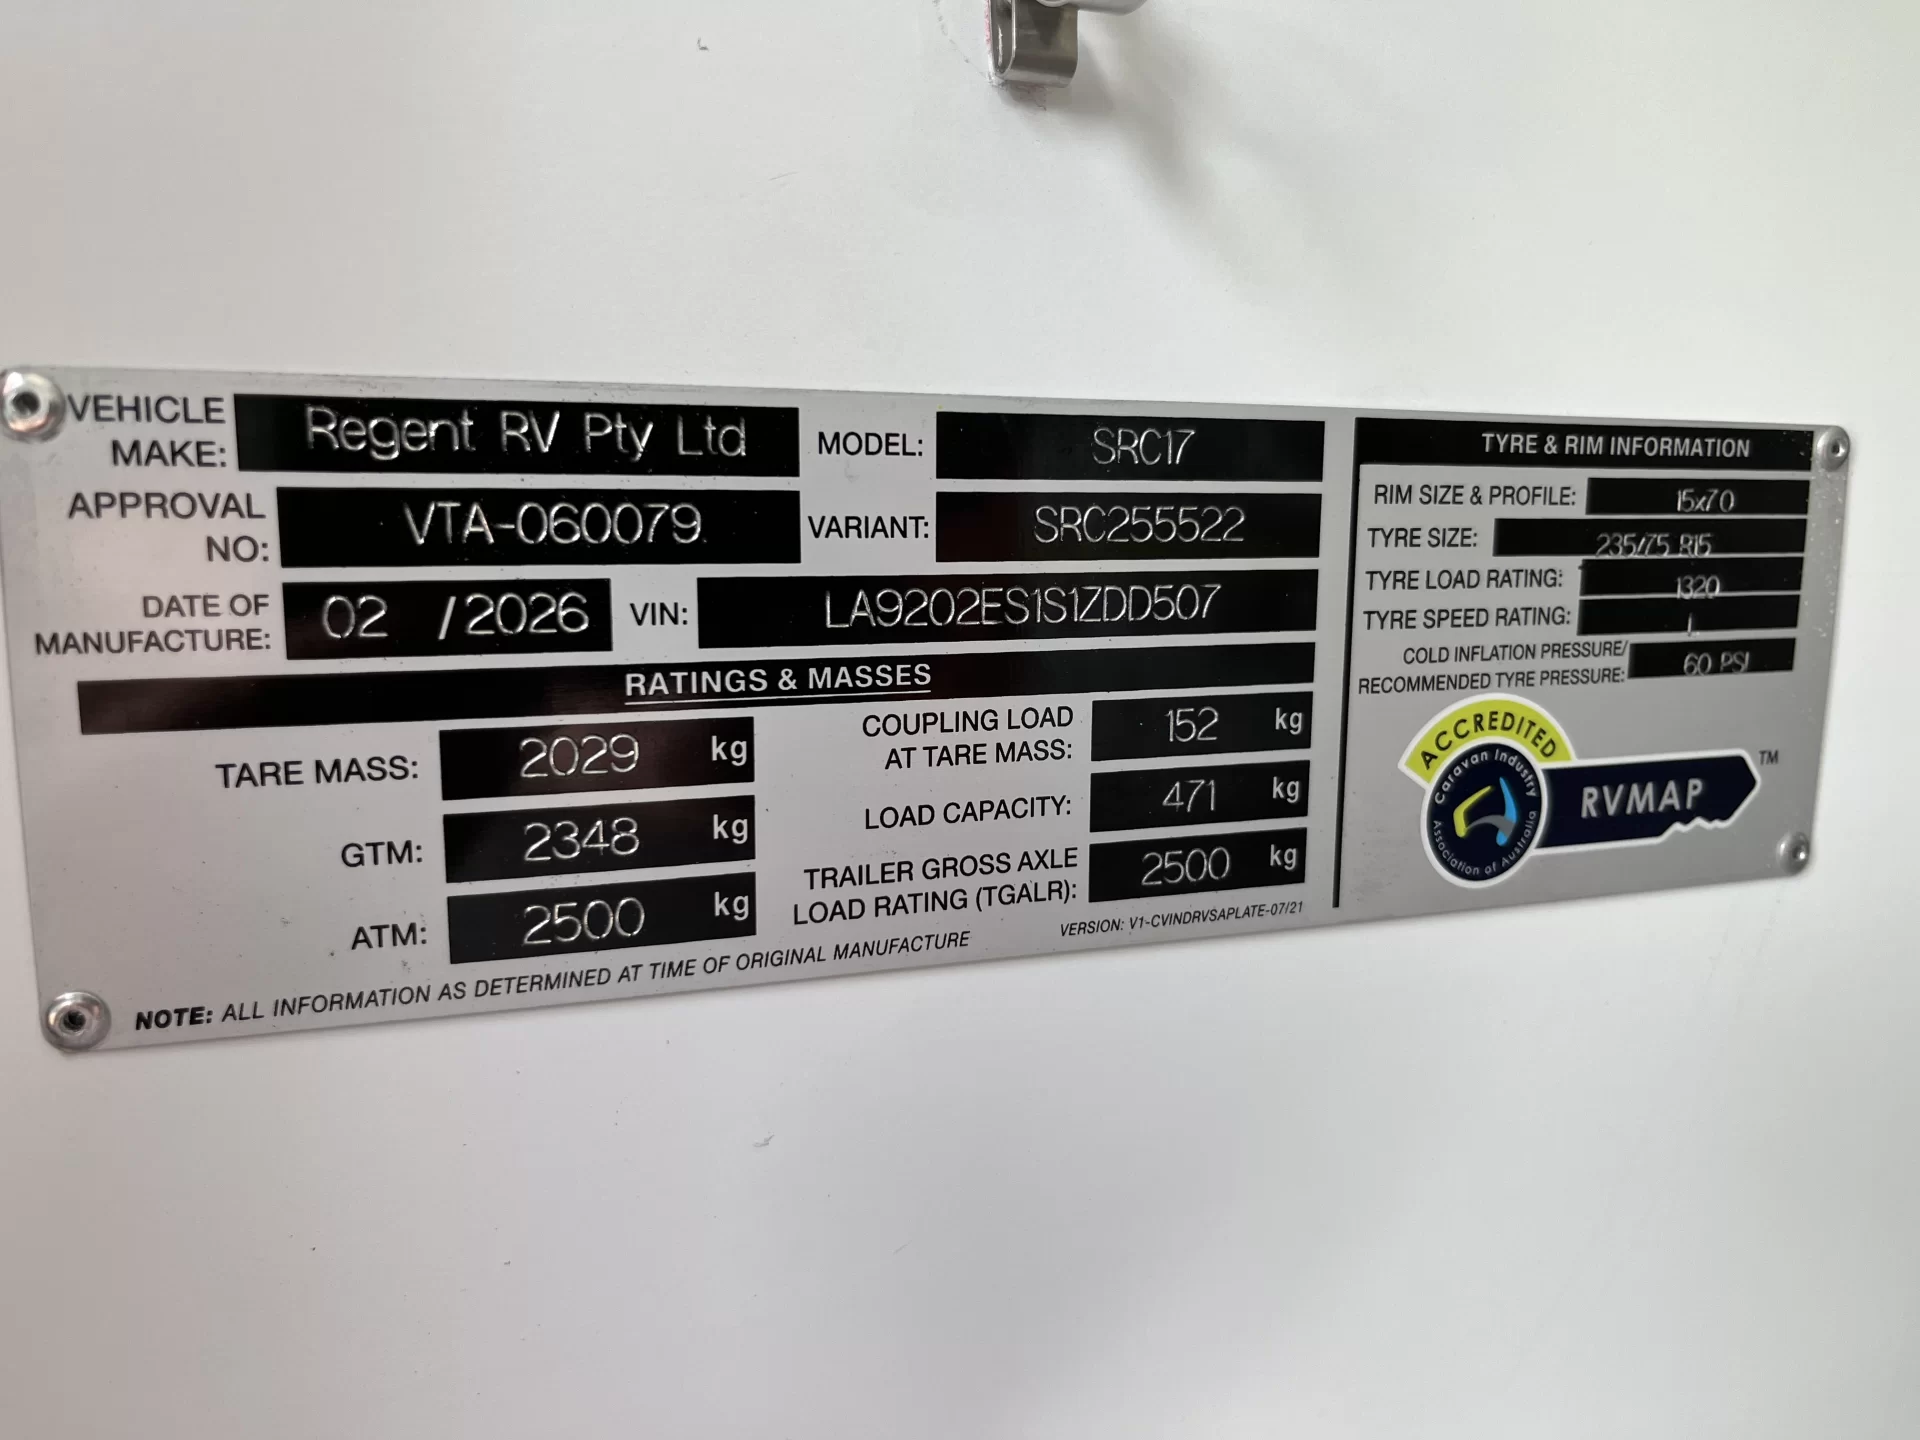 VEHICLE MAKE: Regent RV Pty Ltd MODEL: SRC17
APPROVAL NO: VTA-060079 VARIANT: SRC255522
DATE OF MANUFACTURE: 02 /2026 VIN: LA9202ES1S1ZDD507
RATINGS & MASSES
TARE MASS: 2029 kg
GTM: 2348 kg
ATM: 2500 kg
COUPLING LOAD AT TARE MASS: 152 kg
LOAD CAPACITY: 471 kg
TRAILER GROSS AXLE LOAD RATING (TGALR): 2500 kg
NOTE: ALL INFORMATION AS DETERMINED AT TIME OF ORIGINAL MANUFACTURE
VERSION: V1-CVINDRVSAPLATE-07/21
TYRE & RIM INFORMATION
RIM SIZE & PROFILE: 15x7.0
TYRE SIZE: 235/75 R15
TYRE LOAD RATING: 1320
TYRE SPEED RATING: L
COLD INFLATION PRESSURE/
RECOMMENDED TYRE PRESSURE: 60 PSI
ACCREDITED
Caravan Industry
Association of Australia
RVMAP TM